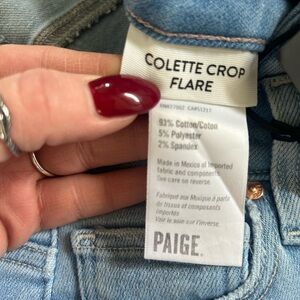 COLETTE CROP
FLARE
93% Cotton/Coton
5% Polyester
2% Spandex
Made in Mexico of imported
fabric and components
See care on reverse.
Fabriqué au Mexique à partir
de tissus et composants
importés
Voir le soin sur l'inverse.
PAIGE